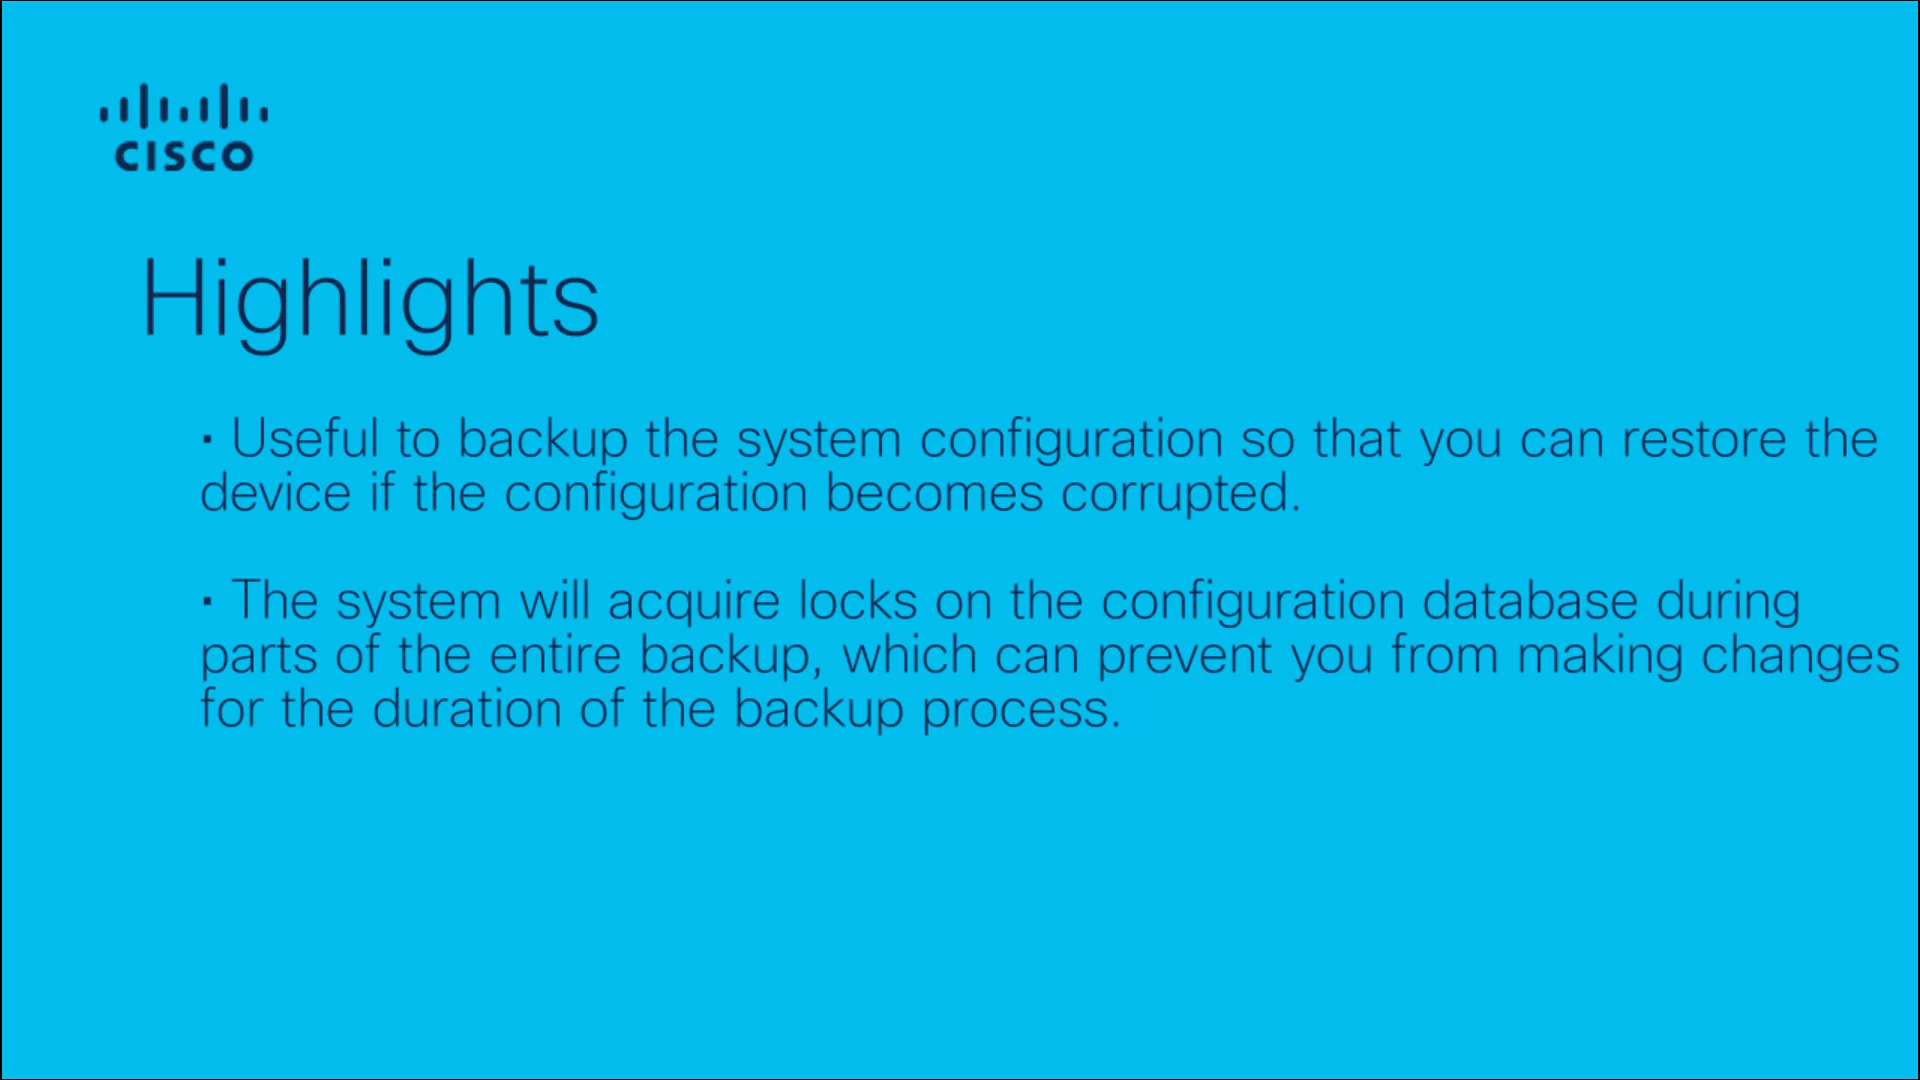 CISCO
Highlights
· Useful to backup the system configuration so that you can restore the
device if the configuration becomes corrupted.
· The system will acquire locks on the configuration database during
parts of the entire backup, which can prevent you from making changes
for the duration of the backup process.